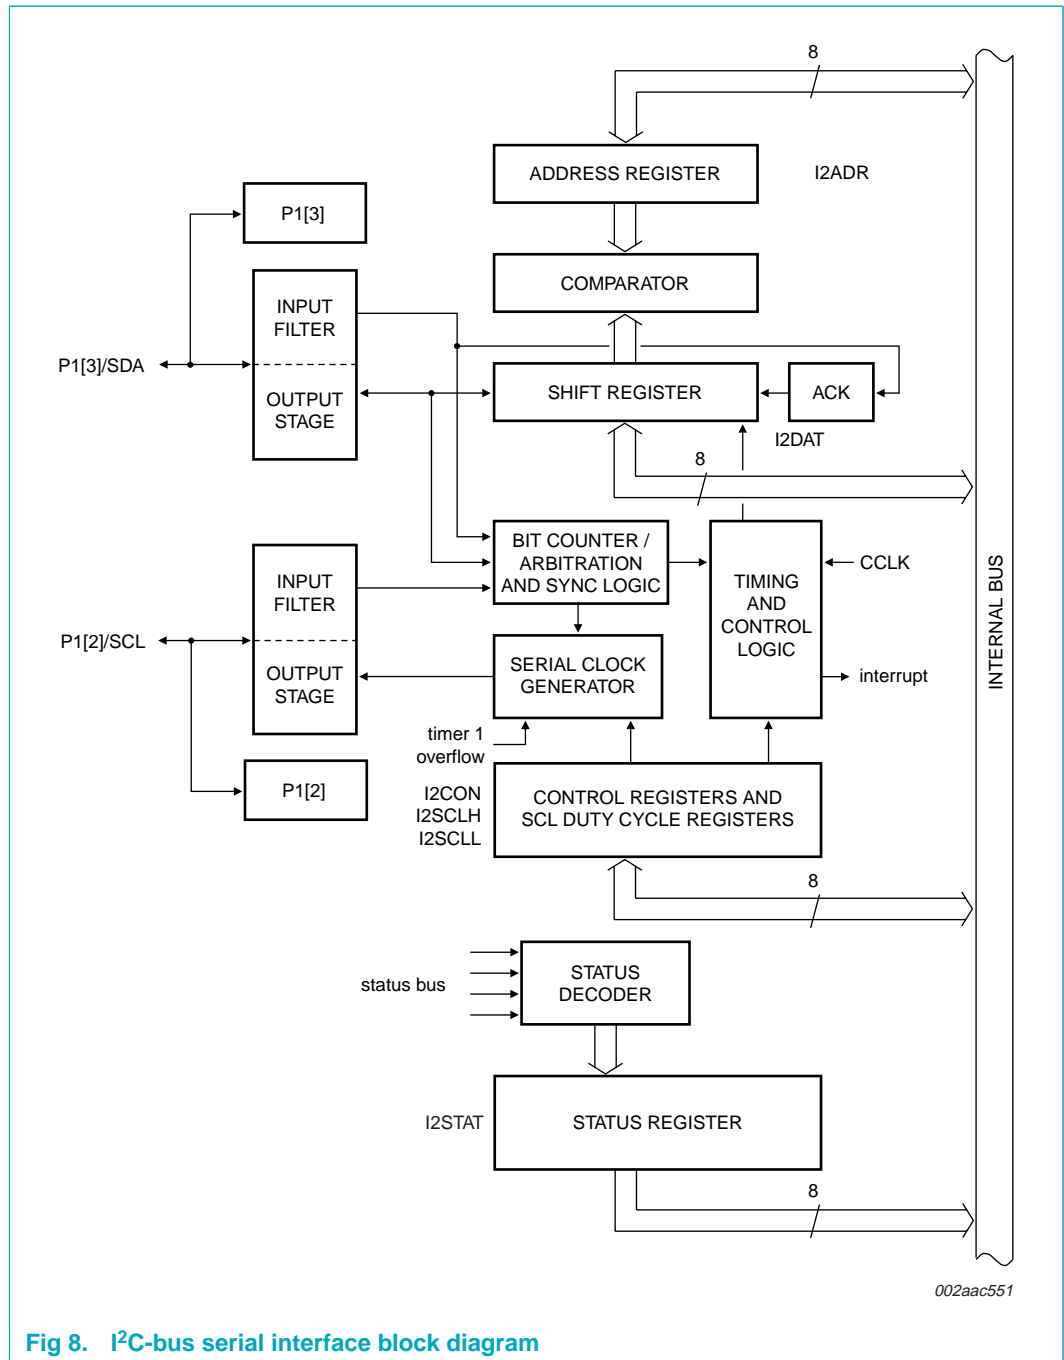 8
ADDRESS REGISTER
I2ADR
P1[3]
COMPARATOR
INPUT
FILTER
P1[3]/SDA
OUTPUT
STAGE
SHIFT REGISTER
ACK
I2DAT
8
BIT COUNTER /
ARBITRATION
AND SYNC LOGIC
INPUT
FILTER
TIMING
AND
CONTROL
LOGIC
CCLK
INTERNAL BUS
P1[2]/SCL
OUTPUT
STAGE
SERIAL CLOCK
GENERATOR
interrupt
timer 1
overflow
P1[2]
I2CON
I2SCLH
I2SCLL
CONTROL REGISTERS AND
SCL DUTY CYCLE REGISTERS
8
status bus
STATUS
DECODER
I2STAT
STATUS REGISTER
8
002aac551
Fig 8. I²C-bus serial interface block diagram